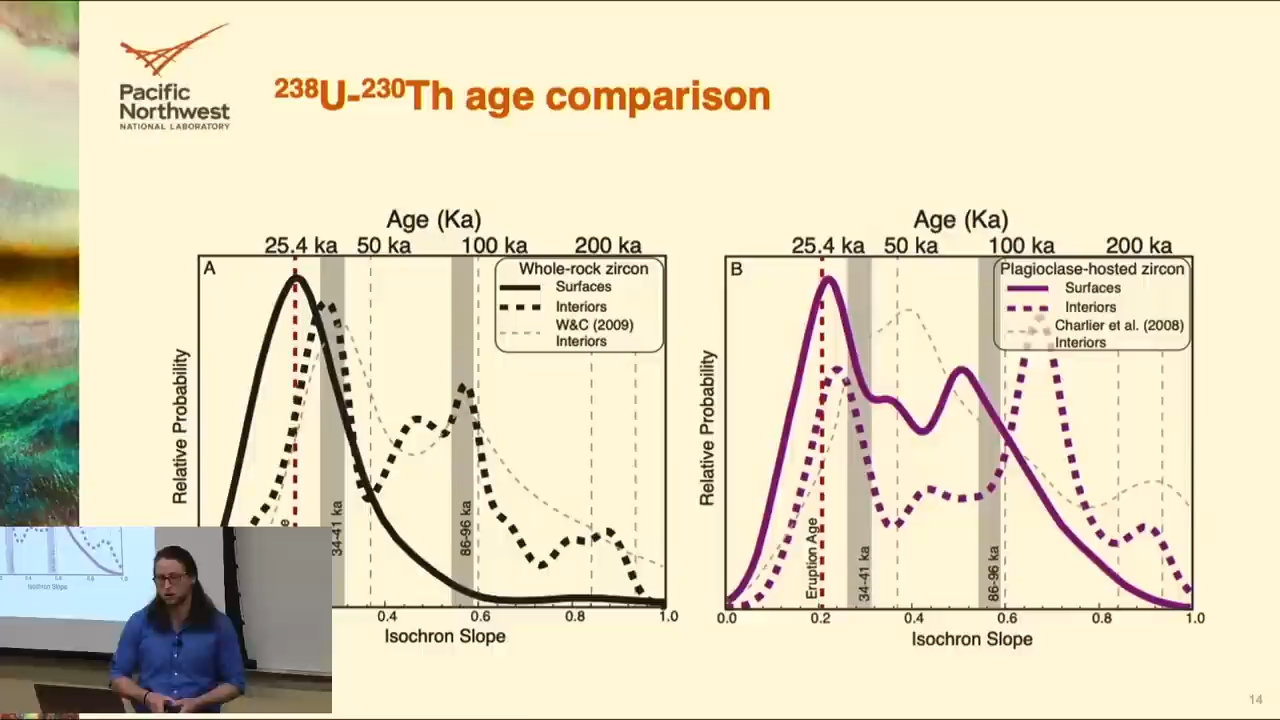 Pacific
Northwest
NATIONAL LABORATORY
238U-230Th age comparison
Age (Ka)
25.4 ka 50 ka 100 ka 200 ka
A
Whole-rock zircon
Surfaces
Interiors
W&C (2009)
Interiors
Relative Probability
34-41 ka
86-96 ka
0.4 0.6 0.8 1.0
Isochron Slope
Age (Ka)
25.4 ka 50 ka 100 ka 200 ka
B
Plagioclase-hosted zircon
Surfaces
Interiors
Charlier et al. (2008)
Interiors
Relative Probability
Eruption Age
34-41 ka
86-96 ka
0.0 0.2 0.4 0.6 0.8 1.0
Isochron Slope
Isochron Slope
14